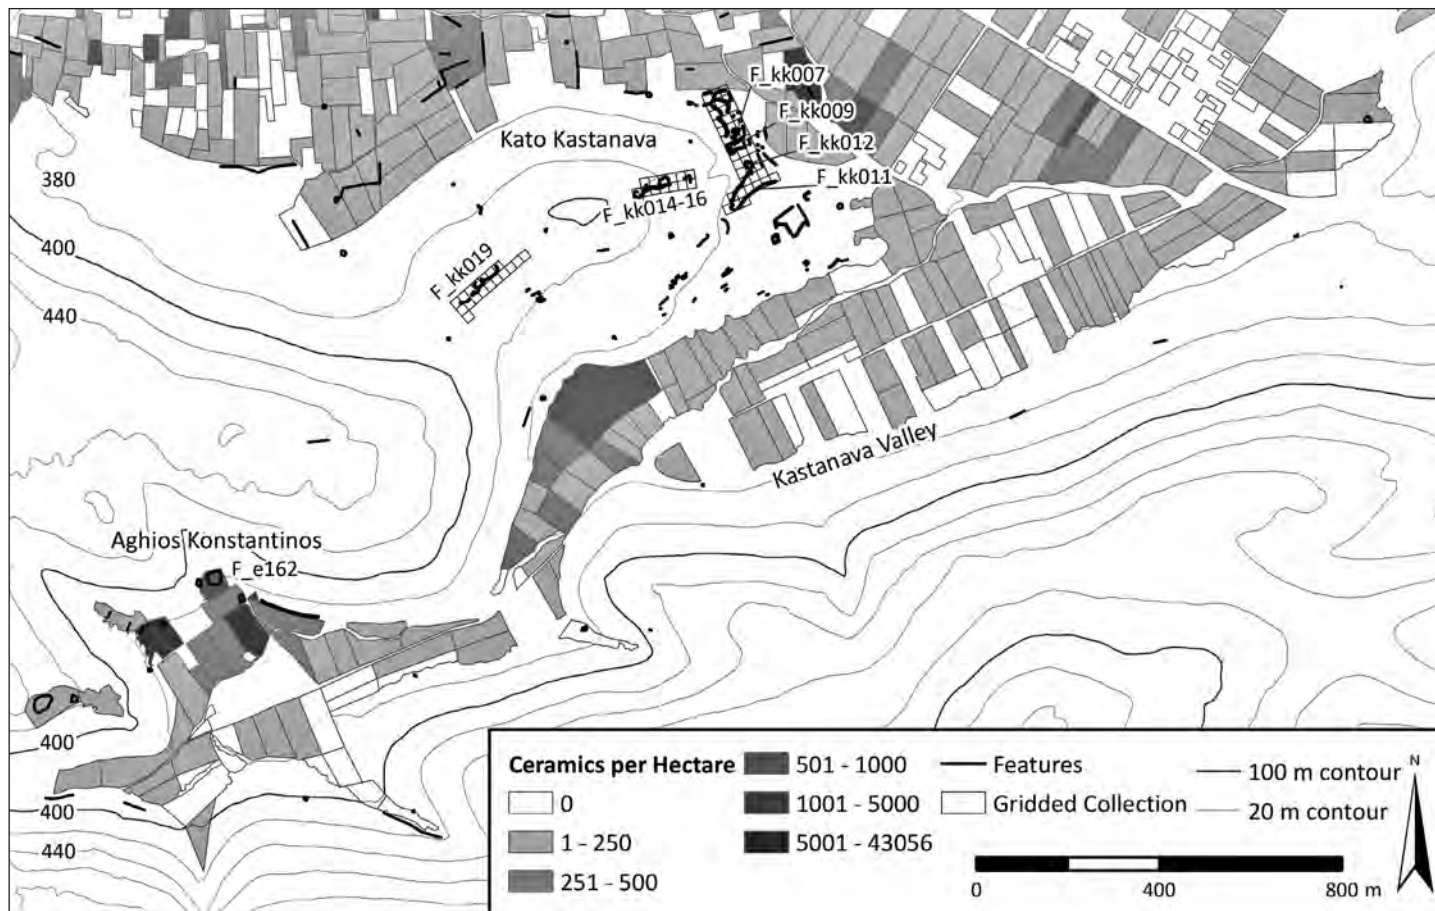 F_kk007
F_kk009
Kato Kastanava
F_kk012
F_kk011
380
F_kk014-16
400
F_kk019
440
Kastanava Valley
Aghios Konstantinos
F_e162
400
400
440
Ceramics per Hectare
0
1 - 250
251 - 500
501 - 1000
1001 - 5000
5001 - 43056
Features
Gridded Collection
100 m contour
20 m contour
N
0 400 800 m